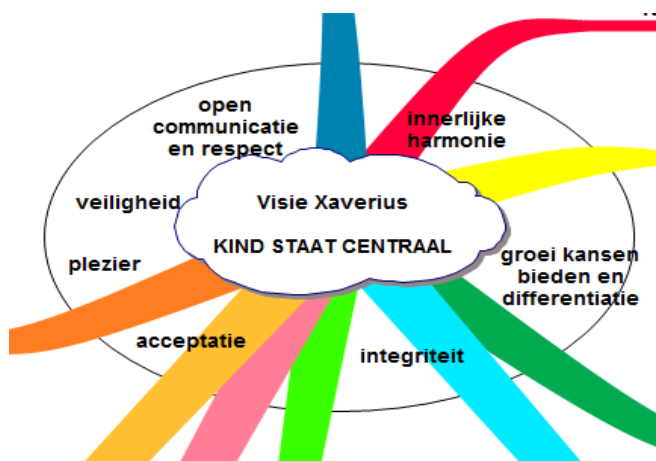 open
communicatie
en respect
innerlijke
harmonie
veiligheid
Visie Xaverius
KIND STAAT CENTRAAL
plezier
groei kansen
bieden en
differentiatie
acceptatie
integriteit